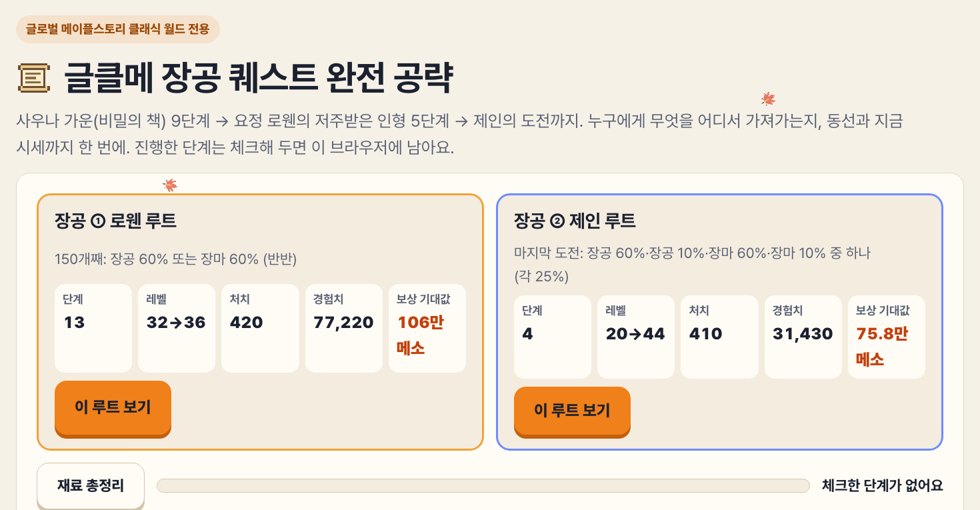 글로벌 메이플스토리 클래식 월드 전용
글클메 장공 퀘스트 완전 공략
사우나 가운(비밀의 책) 9단계 → 요정 로웬의 저주받은 인형 5단계 → 제인의 도전까지. 누구에게 무엇을 어디서 가져가는지, 동선과 지금
시세까지 한 번에. 진행한 단계는 체크해 두면 이 브라우저에 남아요.
장공 ① 로웬 루트
150개째: 장공 60% 또는 장마 60% (반반)
단계
13
레벨
32→36
처치
420
경험치
77,220
보상 기대값
106만
메소
이 루트 보기
장공 ② 제인 루트
마지막 도전: 장공 60%·장공 10%·장마 60%·장마 10% 중 하나
(각 25%)
단계
4
레벨
20→44
처치
410
경험치
31,430
보상 기대값
75.8만
메소
이 루트 보기
재료 총정리
체크한 단계가 없어요